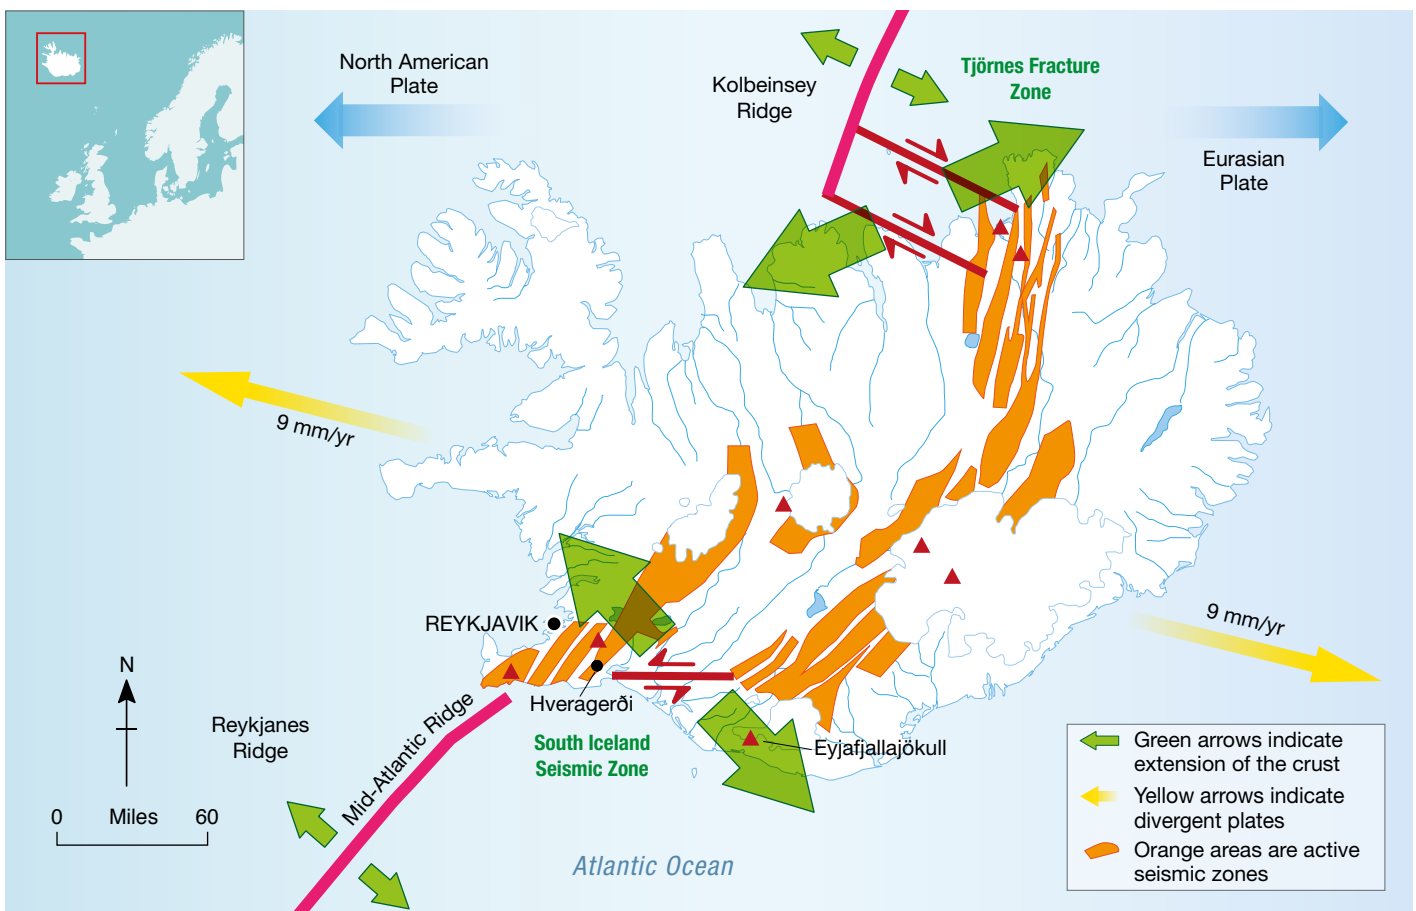 North American
Plate
Kolbeinsey
Ridge
Tjörnes Fracture
Zone
Eurasian
Plate
9 mm/yr
9 mm/yr
REYKJAVIK
Hveragerði
South Iceland
Seismic Zone
Eyjafjallajökull
Mid-Atlantic Ridge
Reykjanes
Ridge
N
0 Miles 60
Atlantic Ocean
Green arrows indicate
extension of the crust
Yellow arrows indicate
divergent plates
Orange areas are active
seismic zones